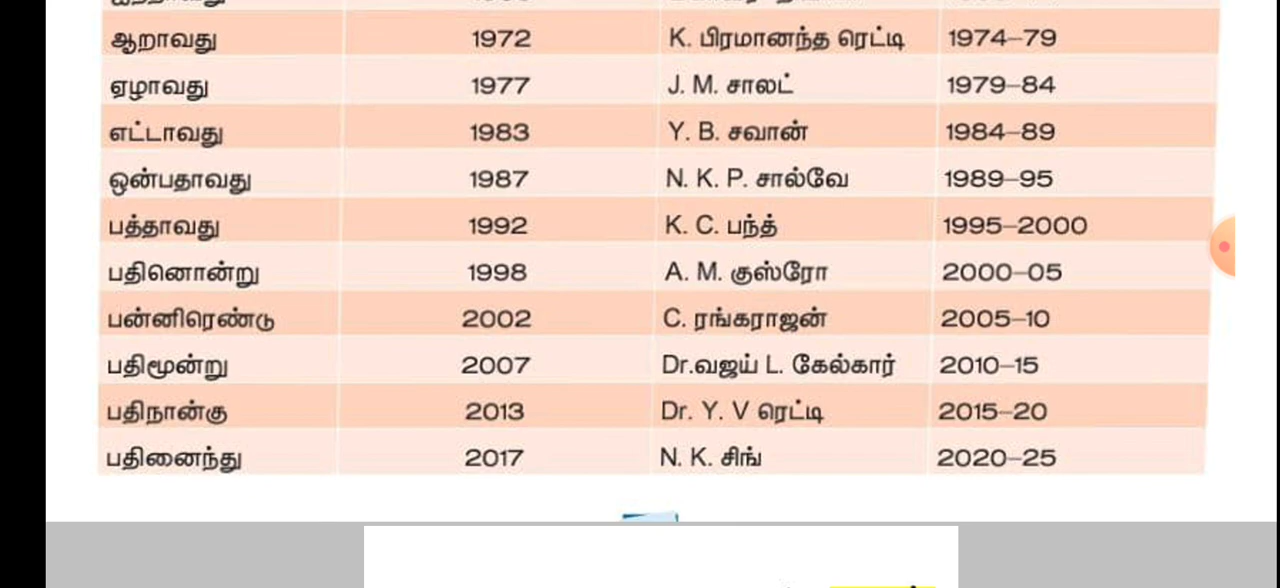 ஆறாவது 1972 K. பிரமானந்த ரெட்டி 1974–79
ஏழாவது 1977 J. M. சாலட் 1979–84
எட்டாவது 1983 Y. B. சவான் 1984–89
ஒன்பதாவது 1987 N. K. P. சால்வே 1989–95
பத்தாவது 1992 K. C. பந்த் 1995–2000
பதினொன்று 1998 A. M. குஸ்ரோ 2000–05
பன்னிரெண்டு 2002 C. ரங்கராஜன் 2005–10
பதிமூன்று 2007 Dr.வஜய் L. கேல்கார் 2010–15
பதிநான்கு 2013 Dr. Y. V ரெட்டி 2015–20
பதினைந்து 2017 N. K. சிங் 2020–25